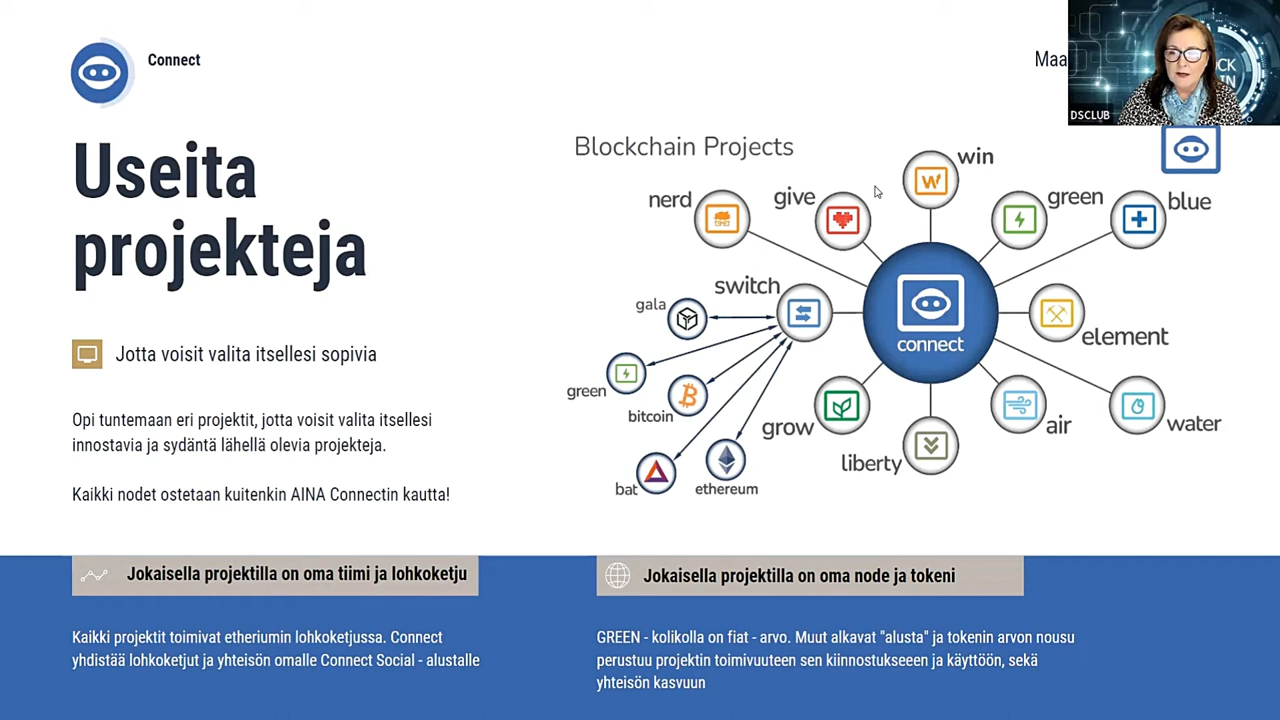 Connect
Maa
CK
IN
DSCLUB
Useita
projekteja
Jotta voisit valita itsellesi sopivia
Opi tuntemaan eri projektit, jotta voisit valita itsellesi
innostavia ja sydäntä lähellä olevia projekteja.
Kaikki nodet ostetaan kuitenkin AINA Connectin kautta!
Blockchain Projects
win
nerd
give
green
blue
switch
gala
connect
element
green
bitcoin
grow
air
water
liberty
bat
ethereum
Jokaisella projektilla on oma tiimi ja lohkoketju
Kaikki projektit toimivat etheriumin lohkoketjussa. Connect
yhdistää lohkoketjut ja yhteisön omalle Connect Social - alustalle
Jokaisella projektilla on oma node ja tokeni
GREEN - kolikolla on fiat - arvo. Muut alkavat "alusta" ja tokenin arvon nousu
perustuu projektin toimivuuteen sen kiinnostukseeen ja käyttöön, sekä
yhteisön kasvuun